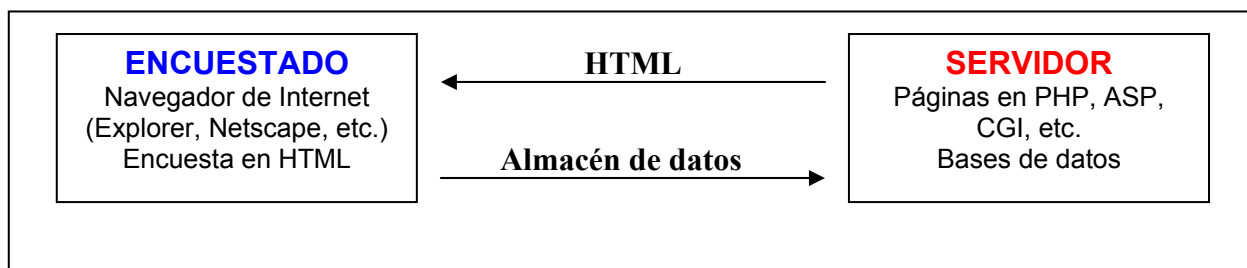 ENCUESTADO
Navegador de Internet
(Explorer, Netscape, etc.)
Encuesta en HTML
HTML
Almacén de datos
SERVIDOR
Páginas en PHP, ASP,
CGI, etc.
Bases de datos